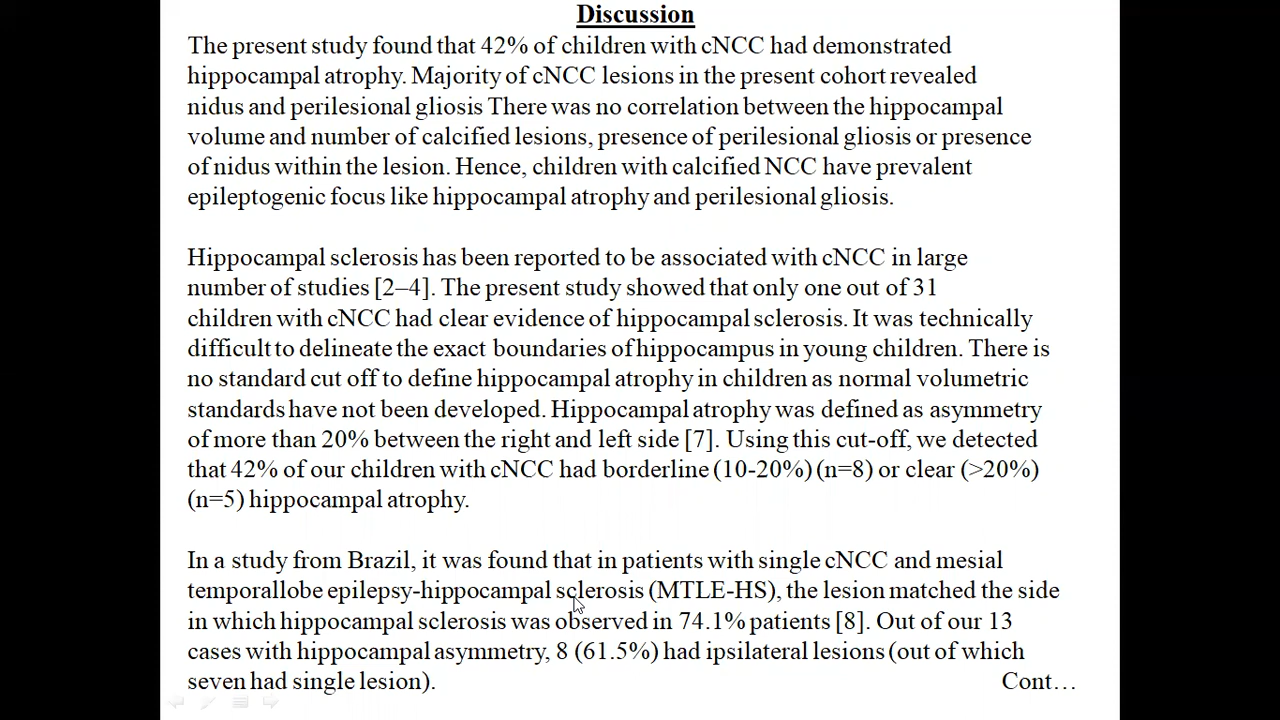 Discussion
The present study found that 42% of children with cNCC had demonstrated
hippocampal atrophy. Majority of cNCC lesions in the present cohort revealed
nidus and perilesional gliosis There was no correlation between the hippocampal
volume and number of calcified lesions, presence of perilesional gliosis or presence
of nidus within the lesion. Hence, children with calcified NCC have prevalent
epileptogenic focus like hippocampal atrophy and perilesional gliosis.
Hippocampal sclerosis has been reported to be associated with cNCC in large
number of studies [2–4]. The present study showed that only one out of 31
children with cNCC had clear evidence of hippocampal sclerosis. It was technically
difficult to delineate the exact boundaries of hippocampus in young children. There is
no standard cut off to define hippocampal atrophy in children as normal volumetric
standards have not been developed. Hippocampal atrophy was defined as asymmetry
of more than 20% between the right and left side [7]. Using this cut-off, we detected
that 42% of our children with cNCC had borderline (10-20%) (n=8) or clear (>20%)
(n=5) hippocampal atrophy.
In a study from Brazil, it was found that in patients with single cNCC and mesial
temporallobe epilepsy-hippocampal sclerosis (MTLE-HS), the lesion matched the side
in which hippocampal sclerosis was observed in 74.1% patients [8]. Out of our 13
cases with hippocampal asymmetry, 8 (61.5%) had ipsilateral lesions (out of which
seven had single lesion). Cont…